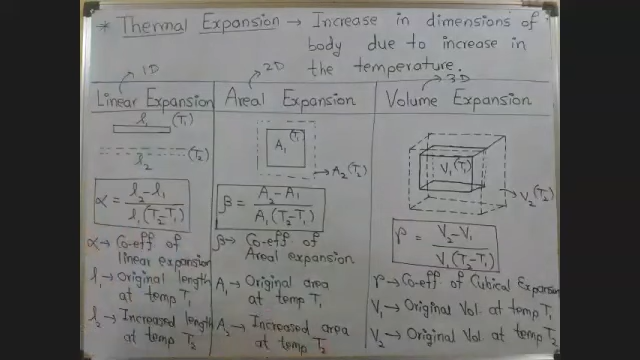 * Thermal Expansion → Increase in dimensions of
body due to increase in
the temperature.
1D
Linear Expansion
l₁ (T₁)
(T₂)
l₂
α = l₂-l₁ / l₁(T₂-T₁)
α → Co-eff of
linear expansion
l₁ → Original length
at temp T₁
l₂ → Increased length
at temp T₂
2D
Areal Expansion
A₁ (T₁)
A₂(T₂)
β = A₂-A₁ / A₁(T₂-T₁)
β → Co-eff of
Areal expansion
A₁ → Original area
at temp T₁
A₂ → Increased area
at temp T₂
3D
Volume Expansion
V₁(T₁)
V₂(T₂)
γ = V₂-V₁ / V₁(T₂-T₁)
γ → Co-eff. of Cubical Expansion
V₁ → Original Vol. at temp T₁
V₂ → Original Vol at temp T₂